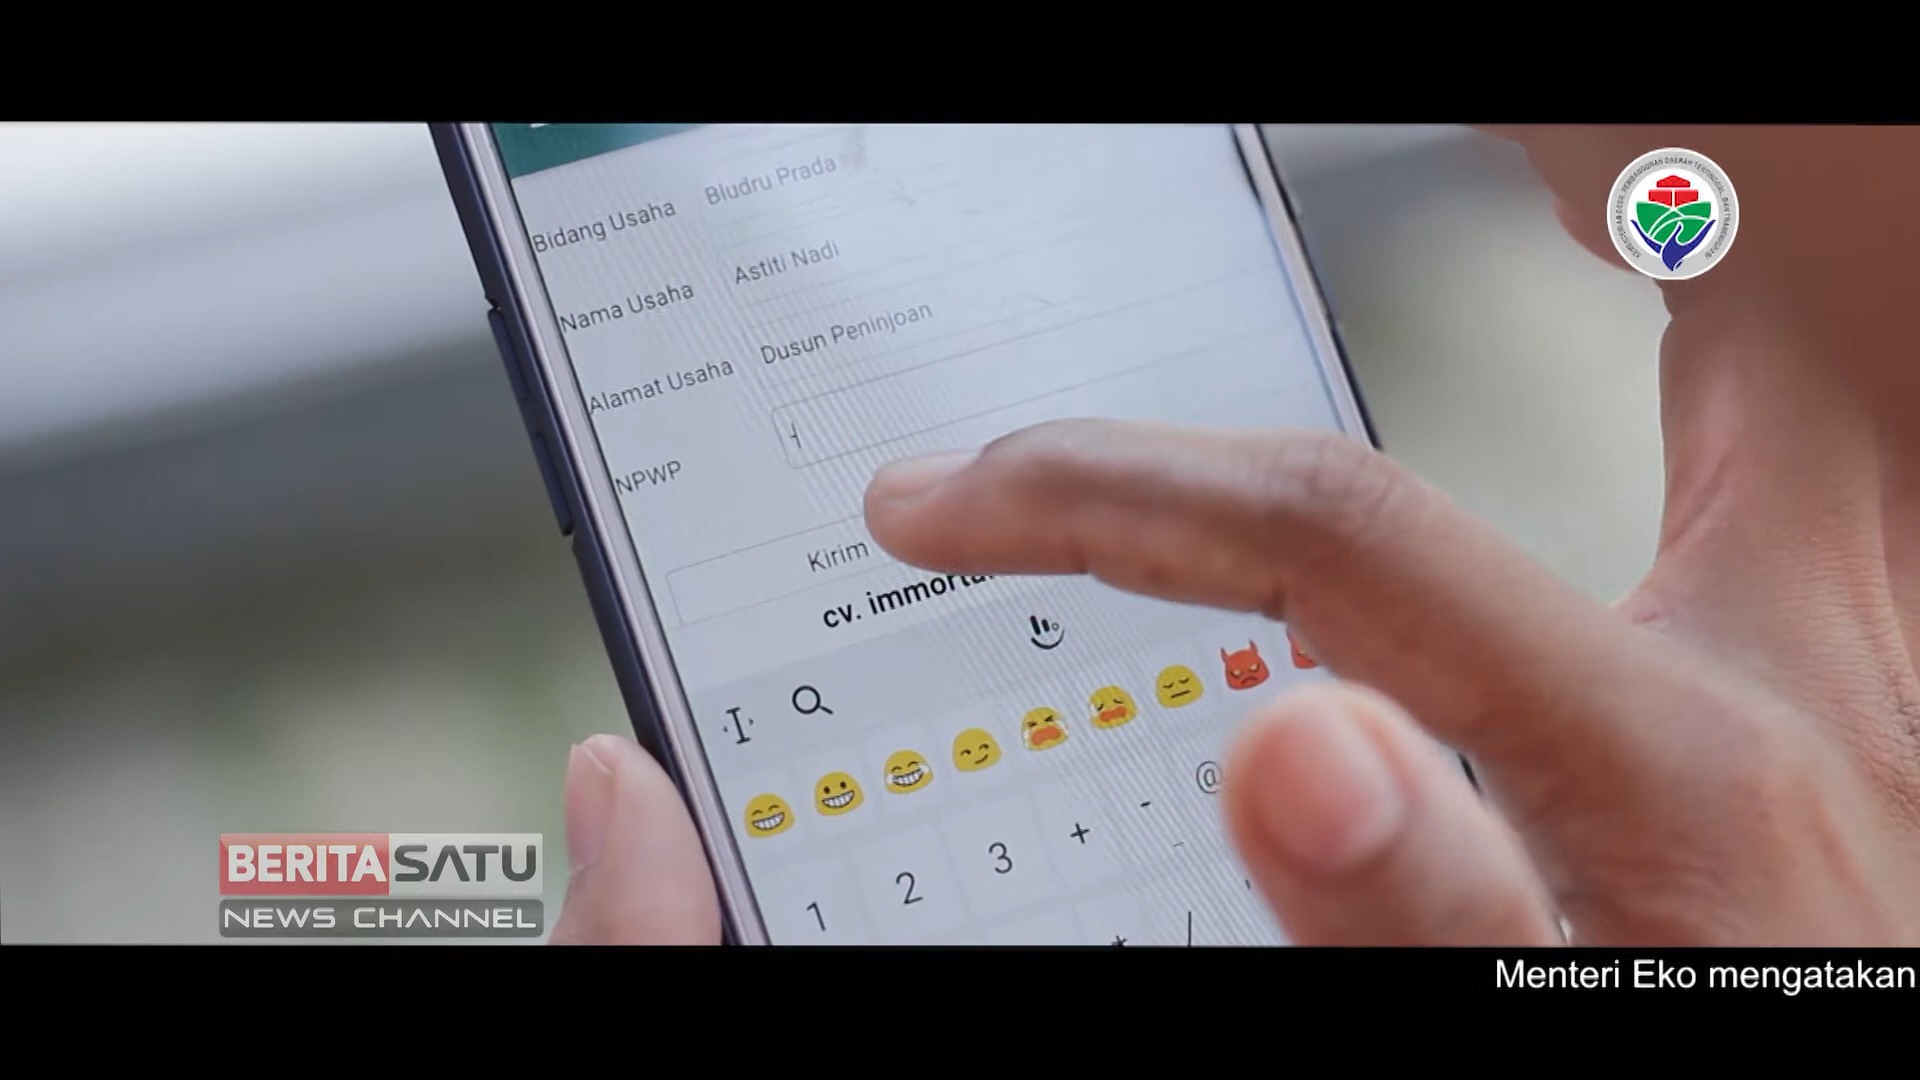 Bidang Usaha Bludru Prada
Nama Usaha Astiti Nadi
Alamat Usaha Dusun Peninjoan
NPWP -
Kirim
cv.
@
1 2 3 + -
* /
BERITASATU
NEWS CHANNEL
Menteri Eko mengatakan